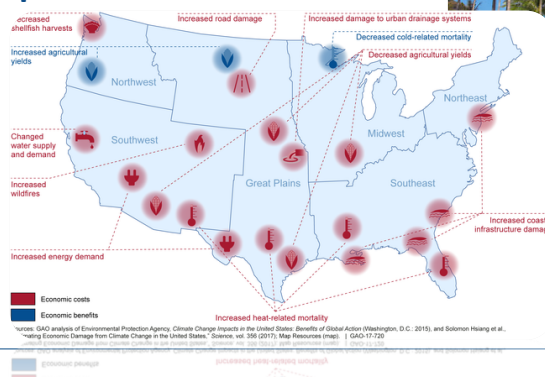 shellfish harvests
Increased road damage
Increased damage to urban drainage systems
Decreased cold-related mortality
Increased agricultural
yields
Decreased agricultural yields
Northwest
Northeast
Changed
water supply
and demand
Southwest
Midwest
Great Plains
Southeast
Increased
wildfires
Increased
infrastructure
Increased energy demand
Economic costs
Economic benefits
Increased heat-related mortality
GAO analysis of Environmental Protection Agency, Climate Change Impacts in the United States: Benefits of Global Action (Washington, D.C.: 2015), and Solomon Hsiang et al.,
Economic Damage from Climate Change in the United States," Science, vol. 356 (2017); Map Resources (map). | GAO-17-720